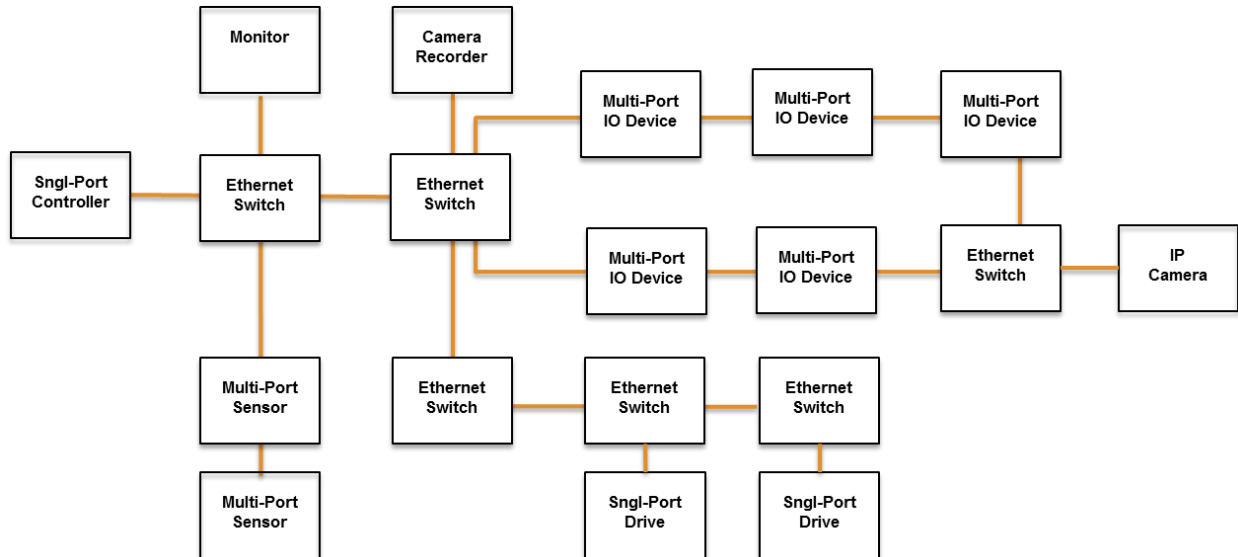 Monitor
Camera
Recorder
Multi-Port
IO Device
Multi-Port
IO Device
Multi-Port
IO Device
Sngl-Port
Controller
Ethernet
Switch
Ethernet
Switch
Multi-Port
IO Device
Multi-Port
IO Device
Ethernet
Switch
IP
Camera
Multi-Port
Sensor
Ethernet
Switch
Ethernet
Switch
Ethernet
Switch
Multi-Port
Sensor
Sngl-Port
Drive
Sngl-Port
Drive